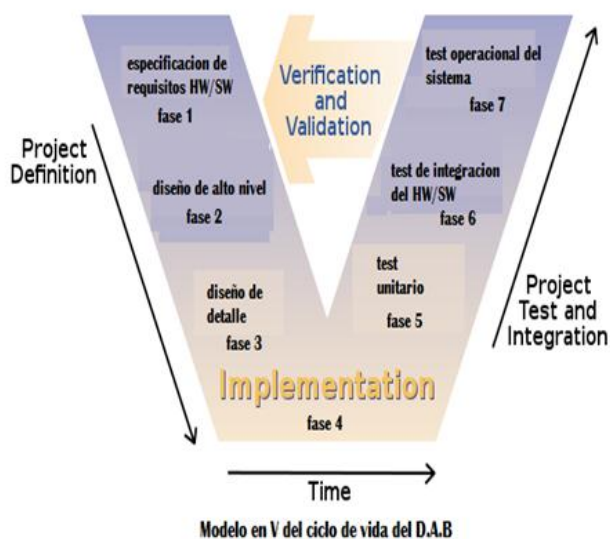 especificacion de
requisitos HW/SW
fase 1
Verification
and
Validation
test operacional del
sistema
fase 7
Project
Definition
diseño de alto nivel
fase 2
test de integracion
del HW/SW
fase 6
diseño de
detalle
fase 3
test
unitario
fase 5
Project
Test and
Integration
Implementation
fase 4
Time
Modelo en V del ciclo de vida del D.A.B